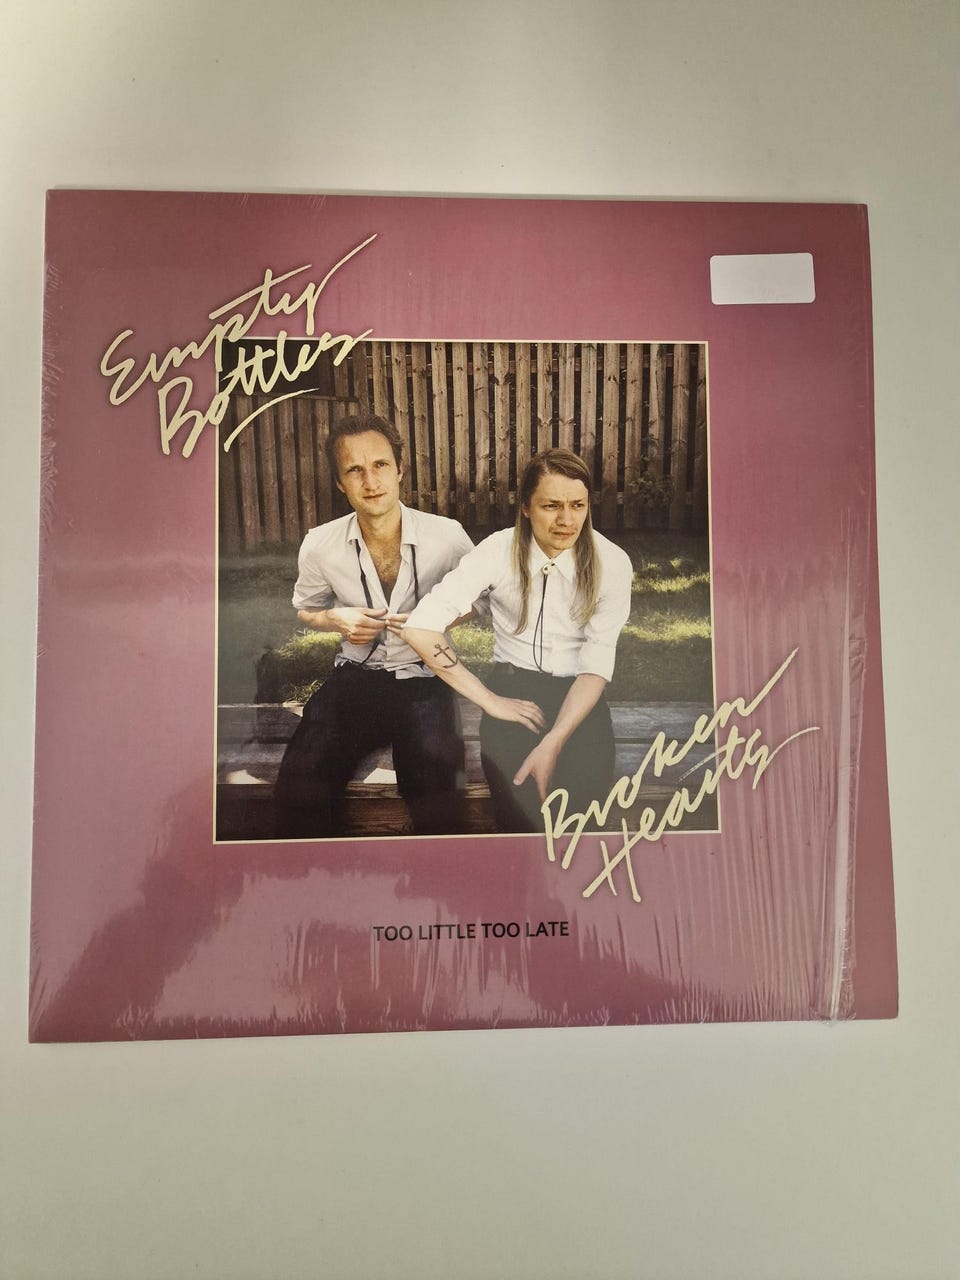 Empty
Bottles
Broken
Hearts
TOO LITTLE TOO LATE